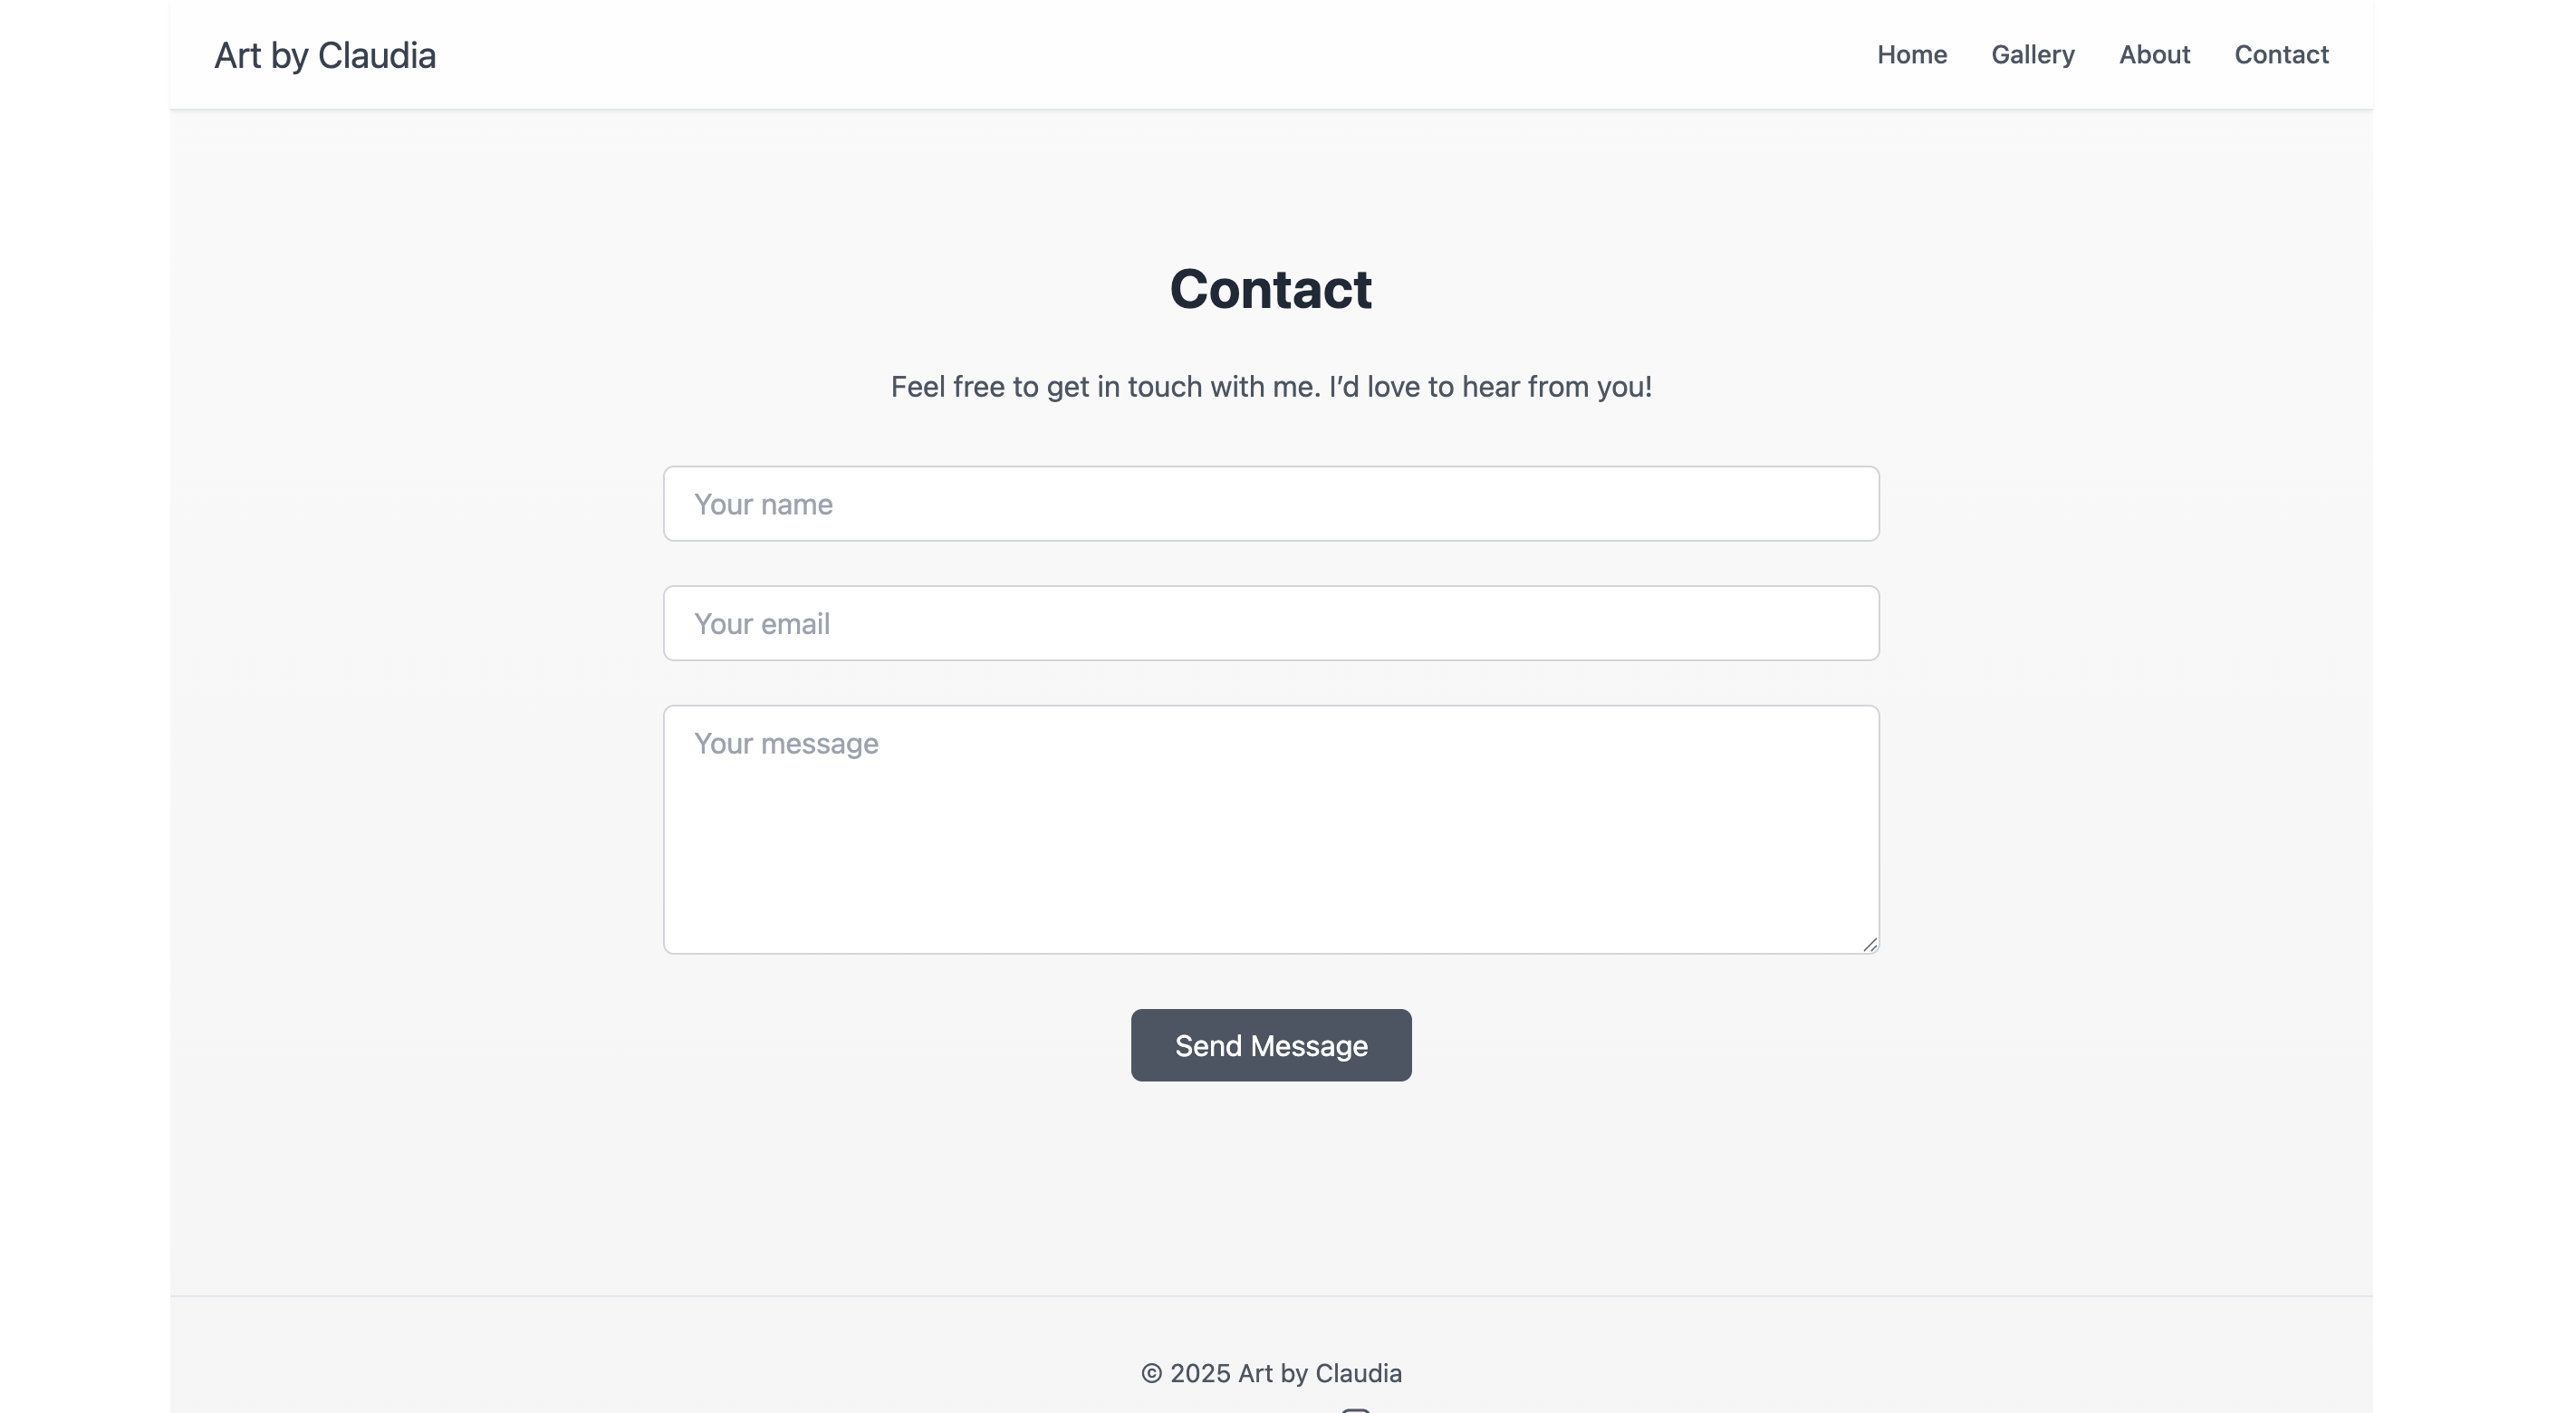 Art by Claudia
Home Gallery About Contact
Contact
Feel free to get in touch with me. I’d love to hear from you!
Your name
Your email
Your message
Send Message
© 2025 Art by Claudia